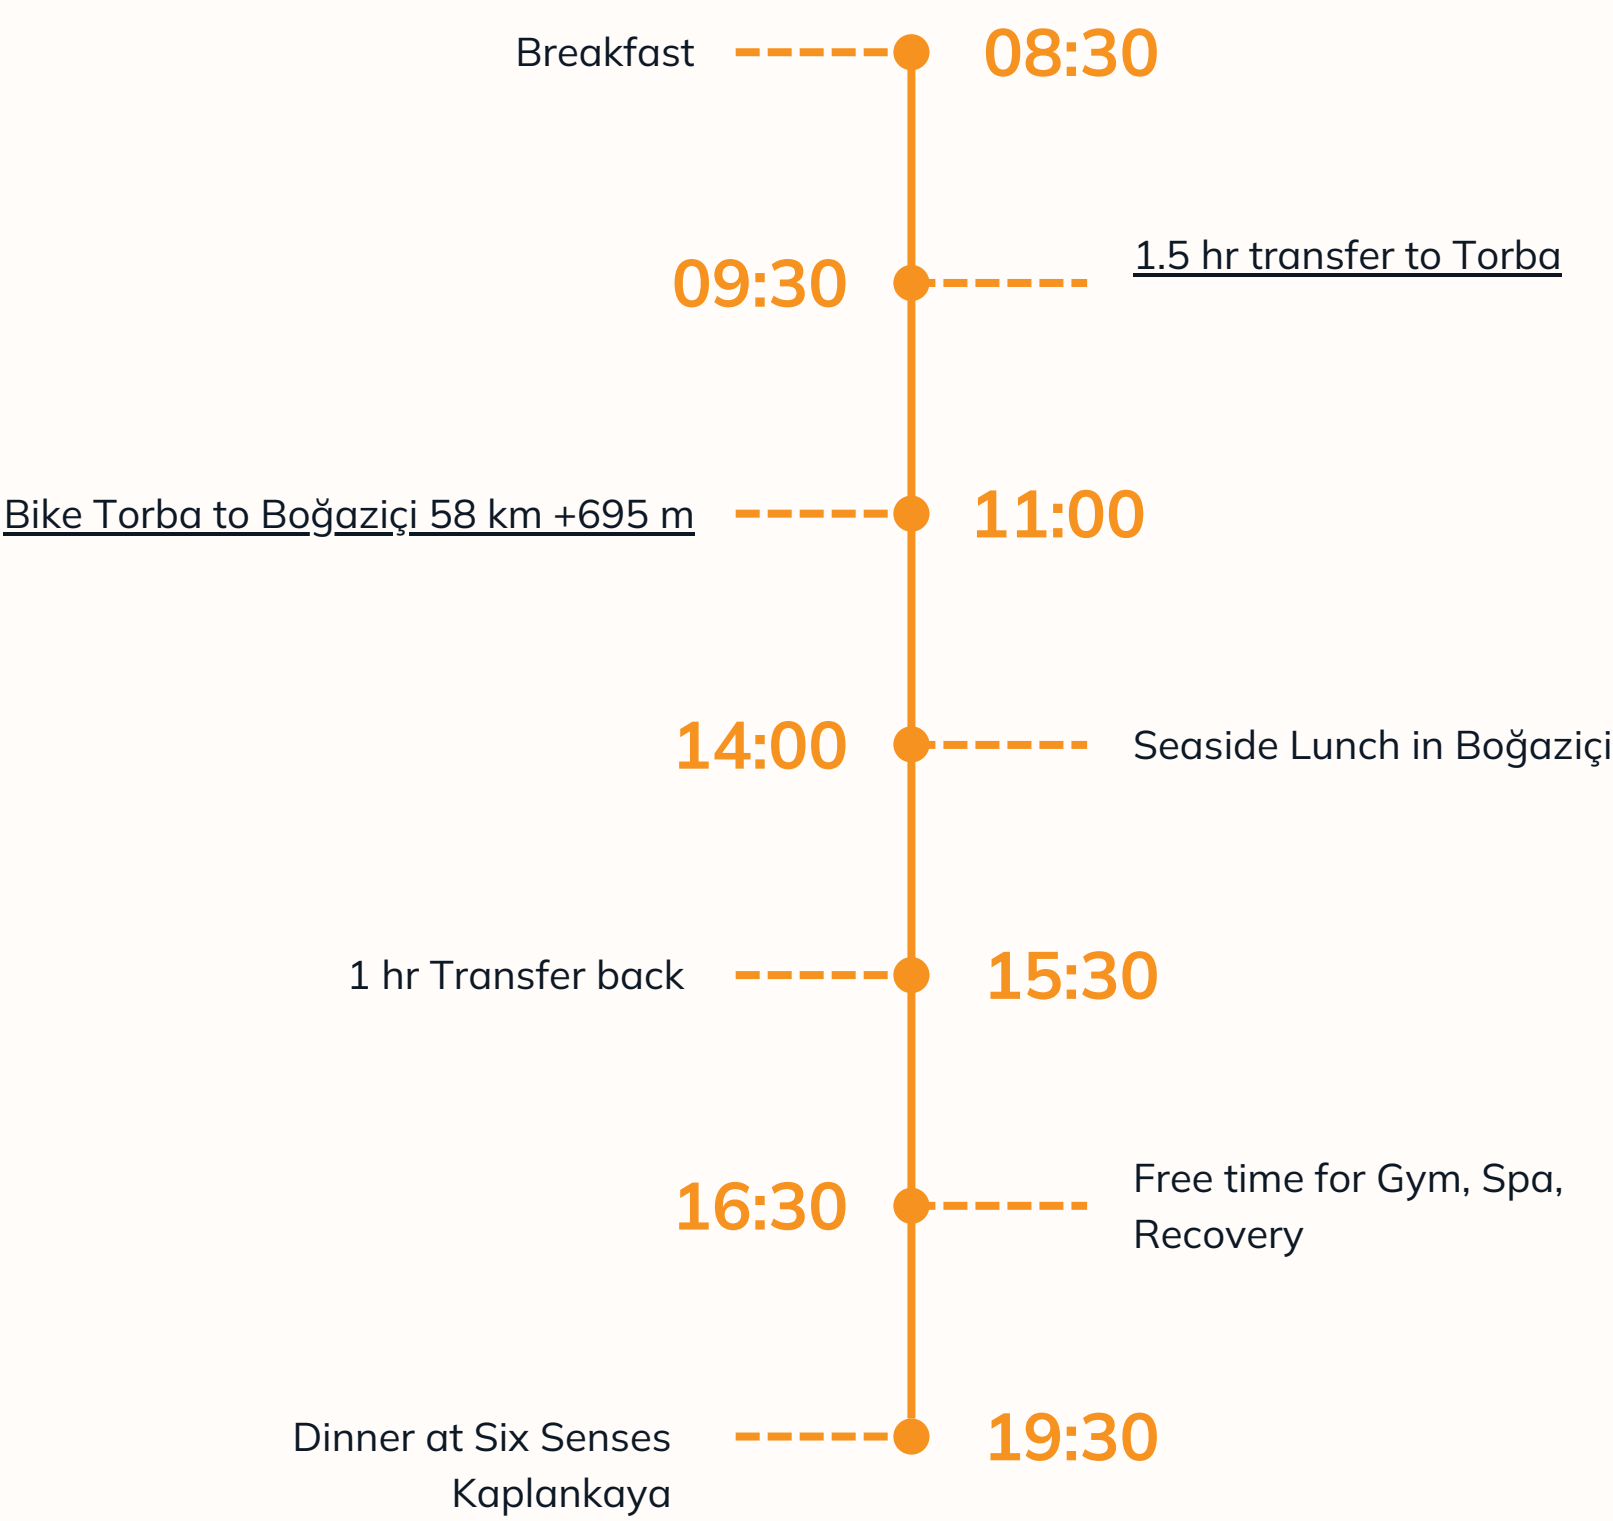 Breakfast
08:30
09:30
1.5 hr transfer to Torba
Bike Torba to Boğaziçi 58 km +695 m
11:00
14:00
Seaside Lunch in Boğaziçi
1 hr Transfer back
15:30
16:30
Free time for Gym, Spa,
Recovery
Dinner at Six Senses
Kaplankaya
19:30